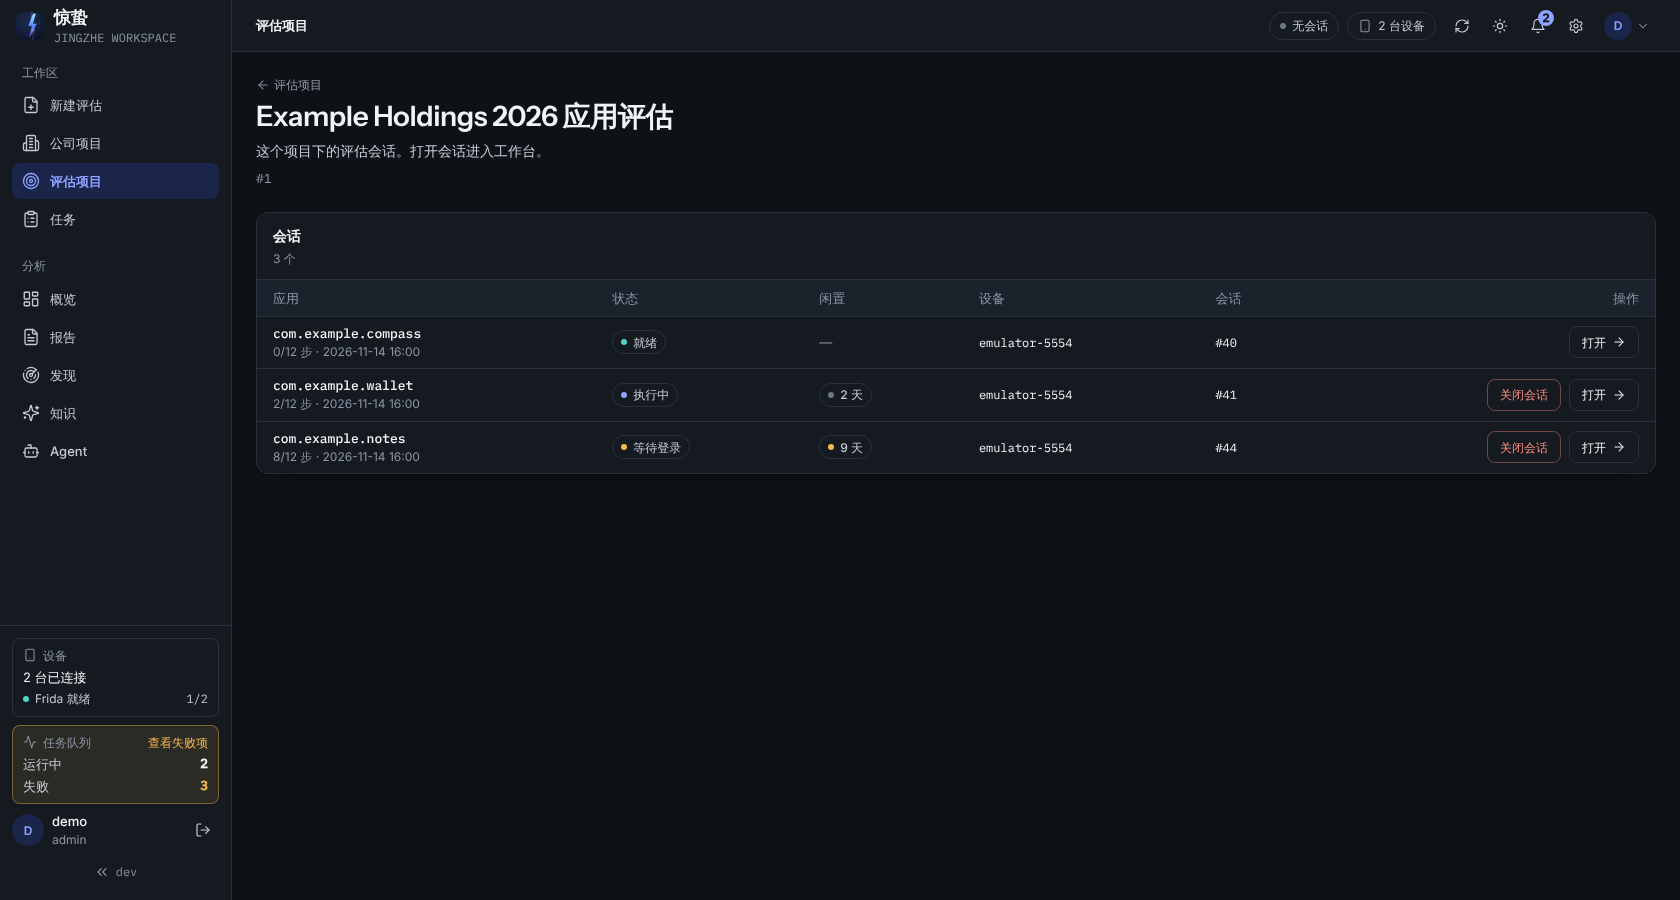 惊蛰
JINGZHE WORKSPACE
工作区
新建评估
公司项目
评估项目
任务
分析
概览
报告
发现
知识
Agent
设备
2 台已连接
Frida 就绪 1/2
任务队列 查看失败项
运行中 2
失败 3
D demo
admin
dev
评估项目 无会话 2 台设备 2 D
评估项目
Example Holdings 2026 应用评估
这个项目下的评估会话。打开会话进入工作台。
#1
会话
3 个
应用 状态 闲置 设备 会话 操作
com.example.compass 就绪 — emulator-5554 #40 打开 →
0/12 步 · 2026-11-14 16:00
com.example.wallet 执行中 2 天 emulator-5554 #41 关闭会话 打开 →
2/12 步 · 2026-11-14 16:00
com.example.notes 等待登录 9 天 emulator-5554 #44 关闭会话 打开 →
8/12 步 · 2026-11-14 16:00